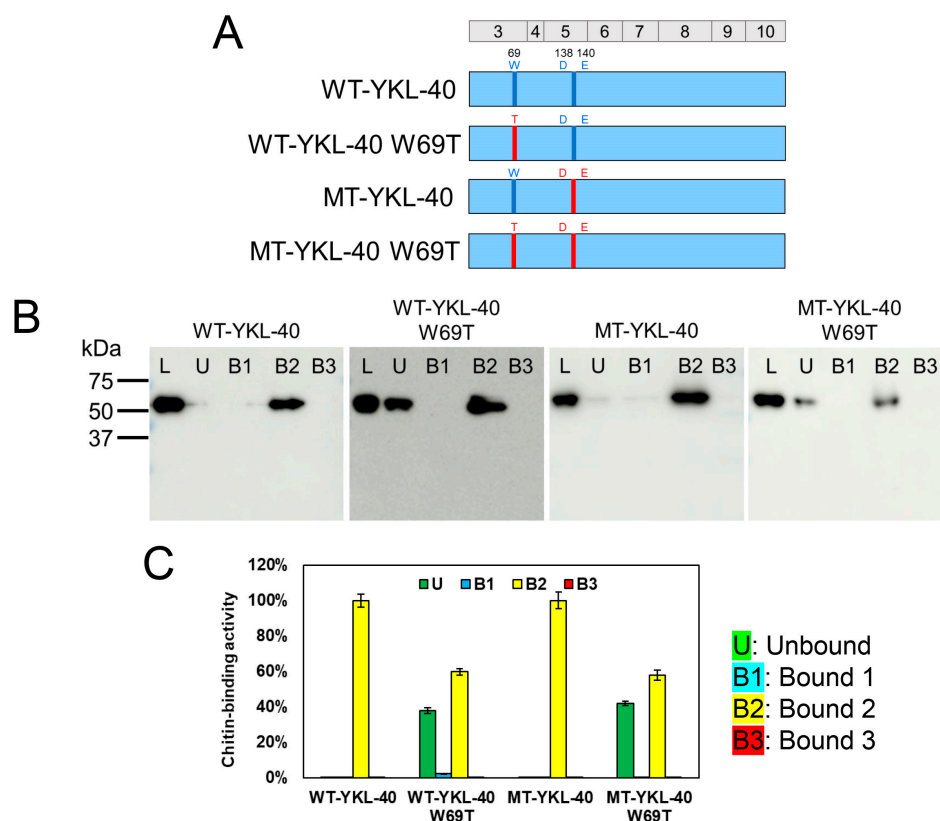 A
3 4 5 6 7 8 9 10
69 138 140
W D E
WT-YKL-40
T D E
WT-YKL-40 W69T
W D E
MT-YKL-40
T D E
MT-YKL-40 W69T
B
WT-YKL-40
WT-YKL-40
W69T
MT-YKL-40
MT-YKL-40
W69T
kDa
L U B1 B2 B3
L U B1 B2 B3
L U B1 B2 B3
L U B1 B2 B3
75
50
37
C
Chitin-binding activity
120%
100%
80%
60%
40%
20%
0%
U B1 B2 B3
WT-YKL-40
WT-YKL-40
W69T
MT-YKL-40
MT-YKL-40
W69T
U: Unbound
B1: Bound 1
B2: Bound 2
B3: Bound 3